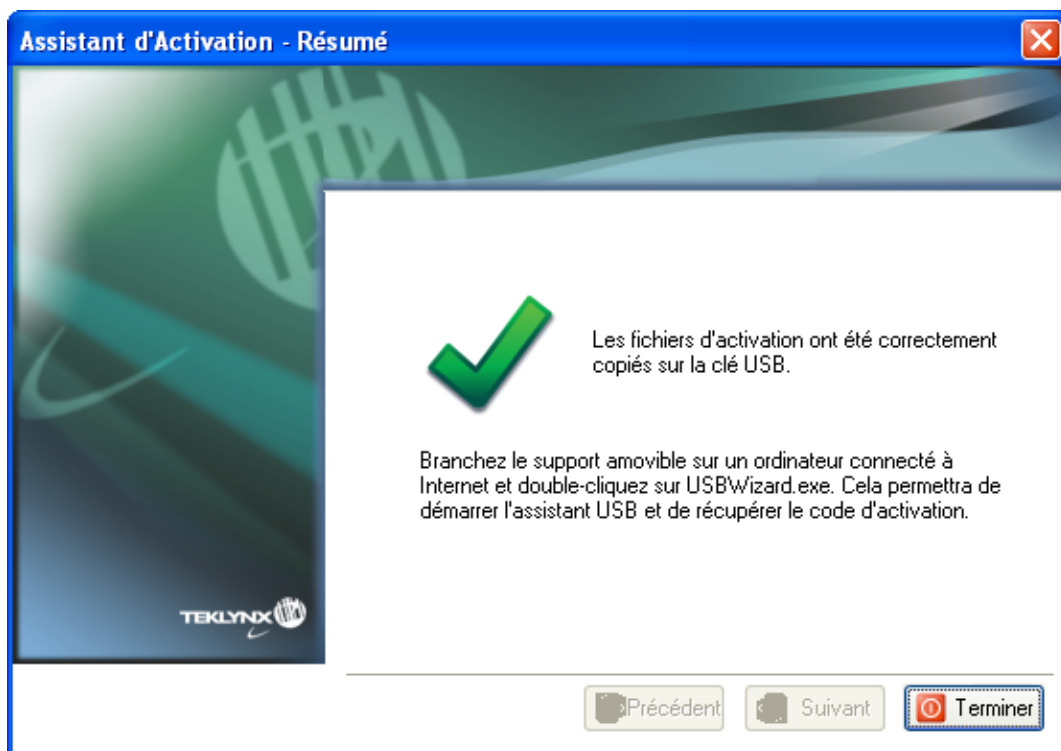 Assistant d'Activation - Résumé
Les fichiers d'activation ont été correctement
copiés sur la clé USB.
Branchez le support amovible sur un ordinateur connecté à
Internet et double-cliquez sur USBWizard.exe. Cela permettra de
démarrer l'assistant USB et de récupérer le code d'activation.
TEKLYNX
Précédent Suivant Terminer